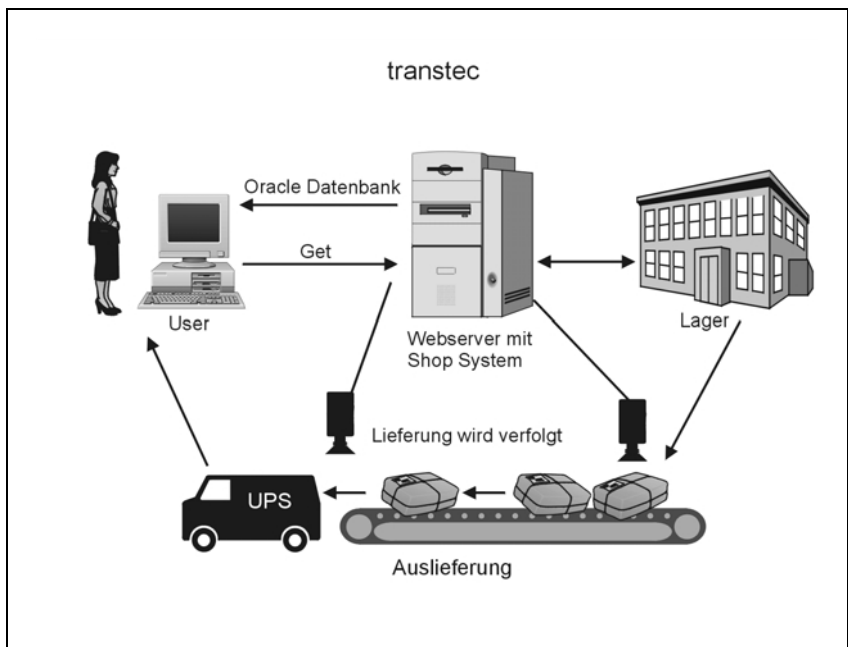 transtec
Oracle Datenbank
Get
User
Webserver mit
Shop System
Lager
Lieferung wird verfolgt
UPS
Auslieferung